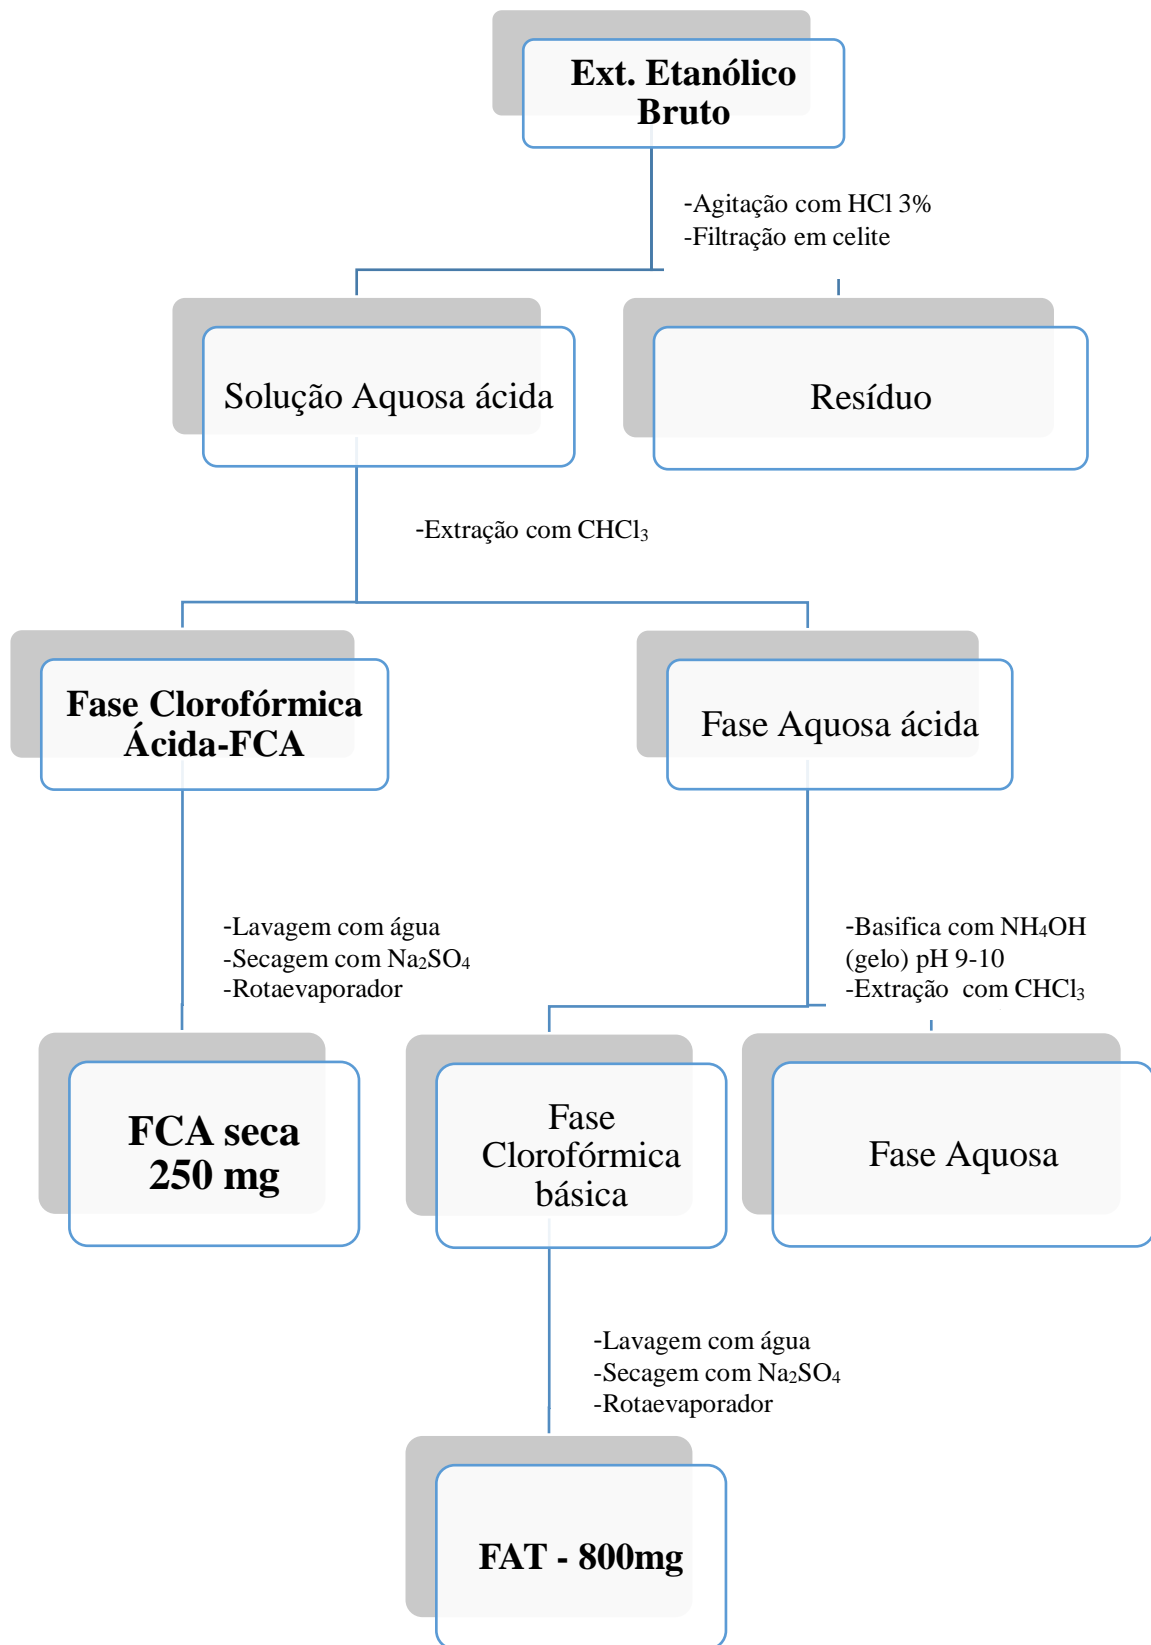 Ext. Etanólico
Bruto
-Agitação com HCl 3%
-Filtração em celite
Solução Aquosa ácida
Resíduo
-Extração com CHCl₃
Fase Clorofórmica
Ácida-FCA
Fase Aquosa ácida
-Lavagem com água
-Secagem com Na₂SO₄
-Rotaevaporador
-Basifica com NH₄OH
(gelo) pH 9-10
-Extração com CHCl₃
FCA seca
250 mg
Fase
Clorofórmica
básica
Fase Aquosa
-Lavagem com água
-Secagem com Na₂SO₄
-Rotaevaporador
FAT - 800mg